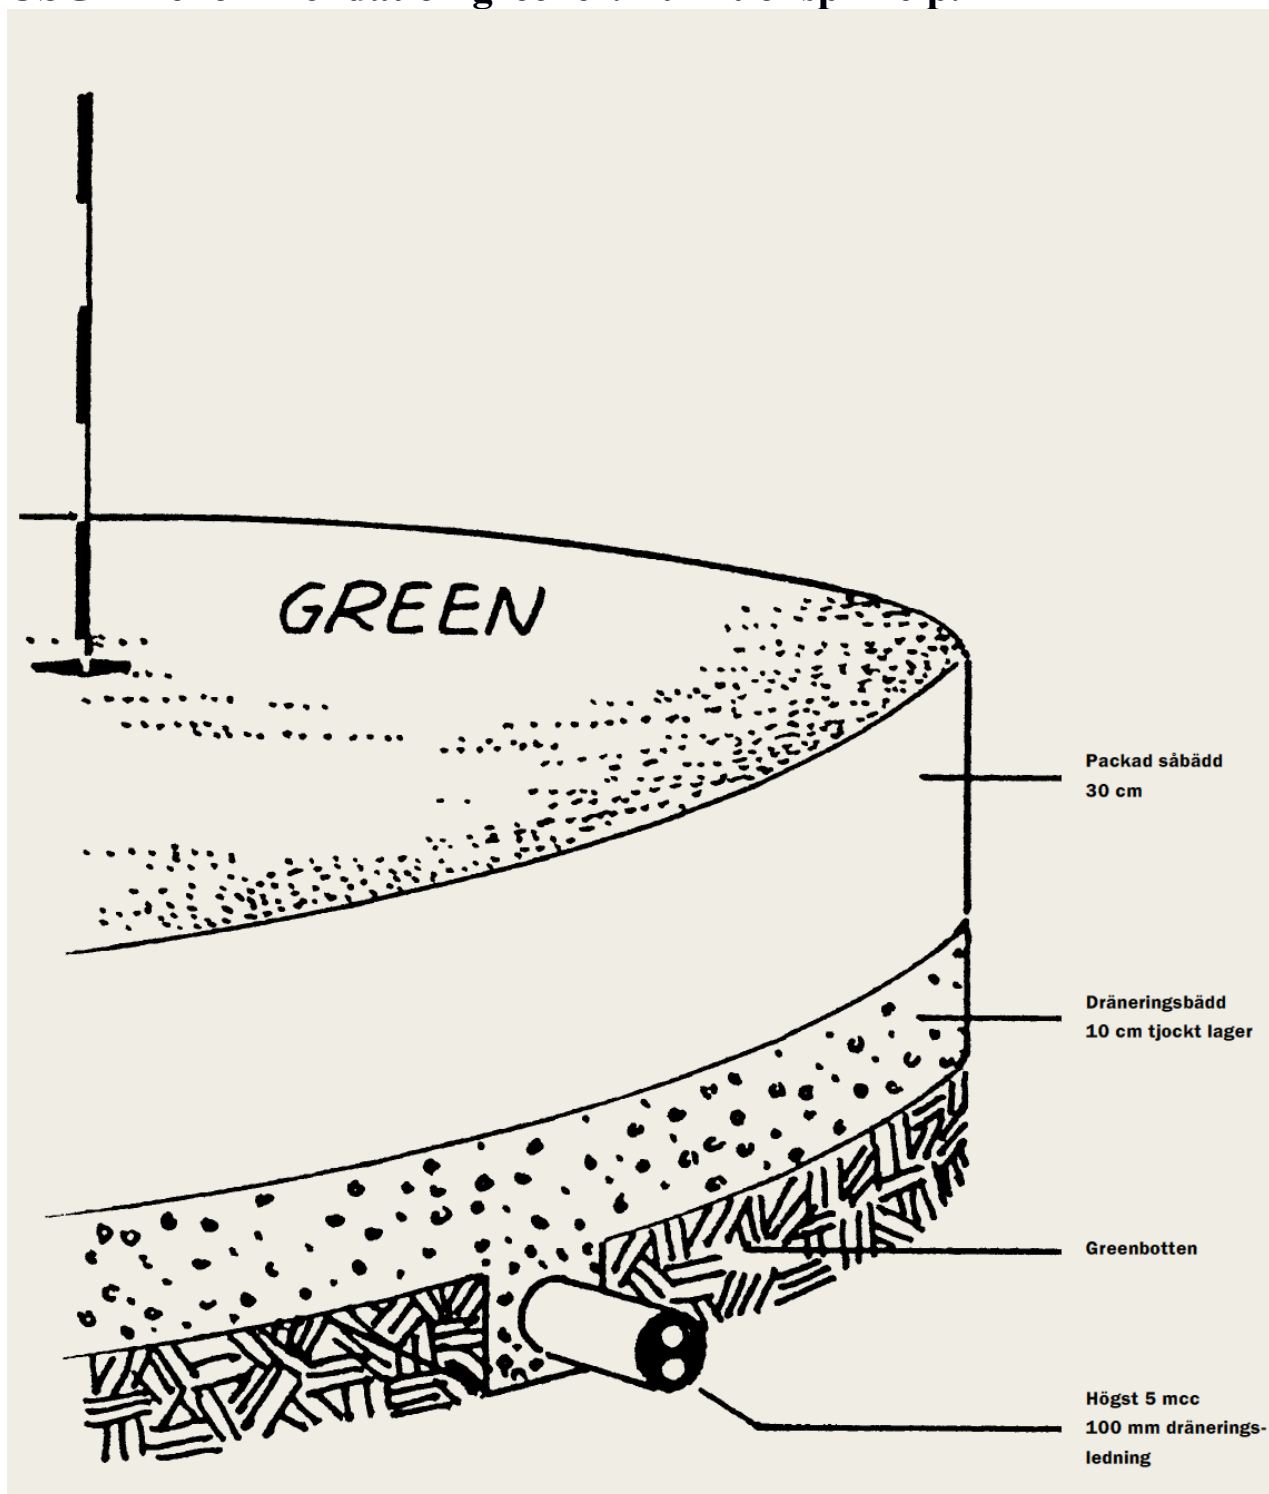 GREEN
Packad såbädd
30 cm
Dräneringsbädd
10 cm tjockt lager
Greenbotten
Högst 5 mcc
100 mm dränerings-
ledning